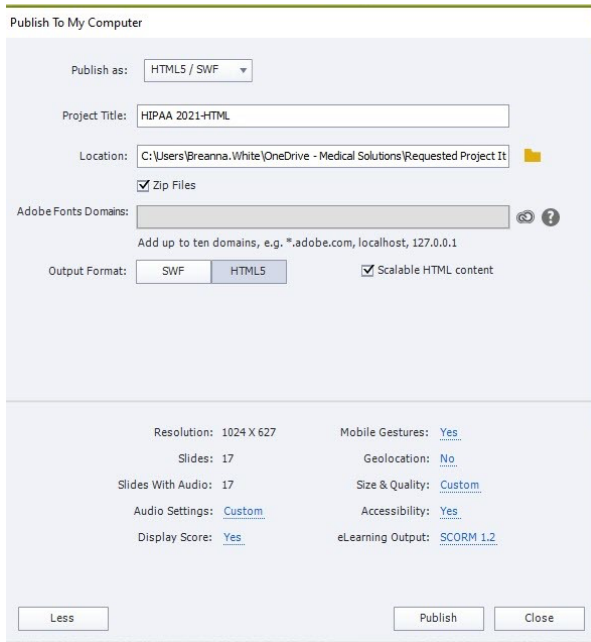 Publish To My Computer
Publish as: HTML5 / SWF
Project Title: HIPAA 2021-HTML
Location: C:\Users\Breanna.White\OneDrive - Medical Solutions\Requested Project It
Zip Files
Adobe Fonts Domains:
Add up to ten domains, e.g. *.adobe.com, localhost, 127.0.0.1
Output Format: SWF HTML5 Scalable HTML content
Resolution: 1024 X 627 Mobile Gestures: Yes
Slides: 17 Geolocation: No
Slides With Audio: 17 Size & Quality: Custom
Audio Settings: Custom Accessibility: Yes
Display Score: Yes eLearning Output: SCORM 1.2
Less Publish Close